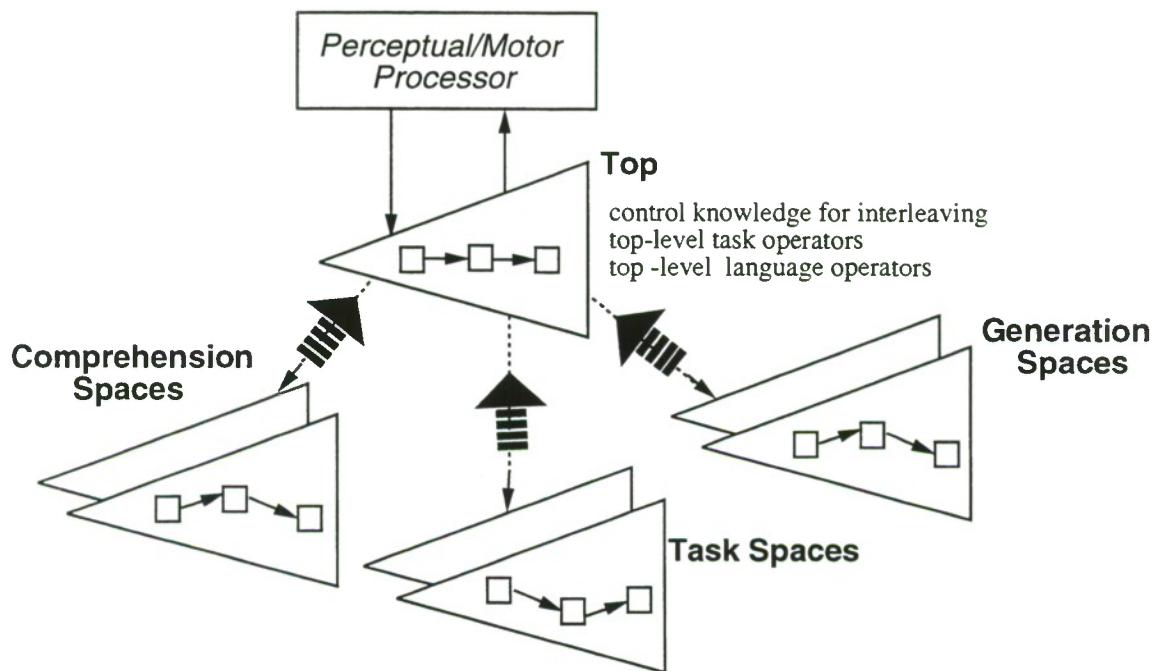 Perceptual/Motor
Processor
Top
control knowledge for interleaving
top-level task operators
top -level language operators
Comprehension
Spaces
Generation
Spaces
Task Spaces